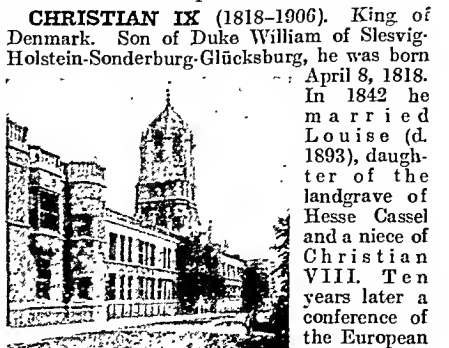 CHRISTIAN IX (1818-1906). King of
Denmark. Son of Duke William of Slesvig-
Holstein-Sonderburg-Glücksburg, he was born
April 8, 1818.
In 1842 he
married
Louise (d.
1893), daugh-
ter of the
landgrave of
Hesse Cassel
and a niece of
Christian
VIII. Ten
years later a
conference of
the European